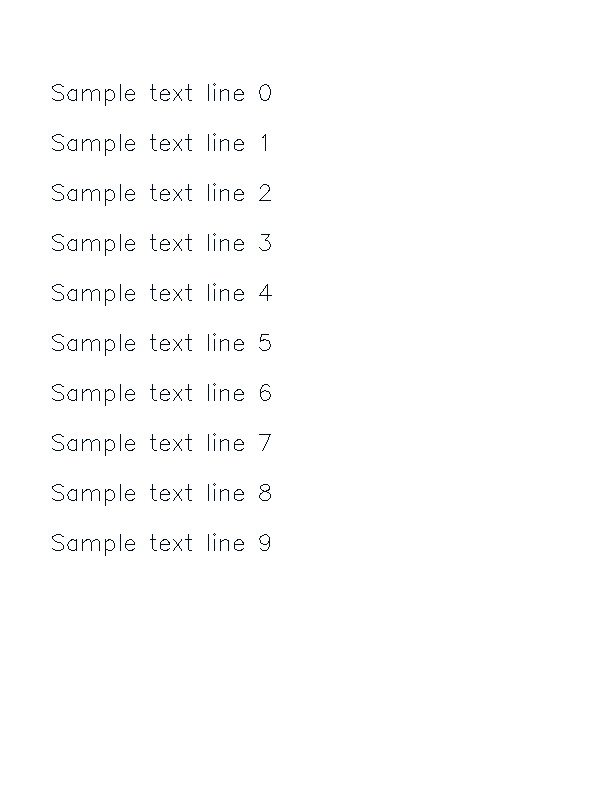 Sample text line 0
Sample text line 1
Sample text line 2
Sample text line 3
Sample text line 4
Sample text line 5
Sample text line 6
Sample text line 7
Sample text line 8
Sample text line 9